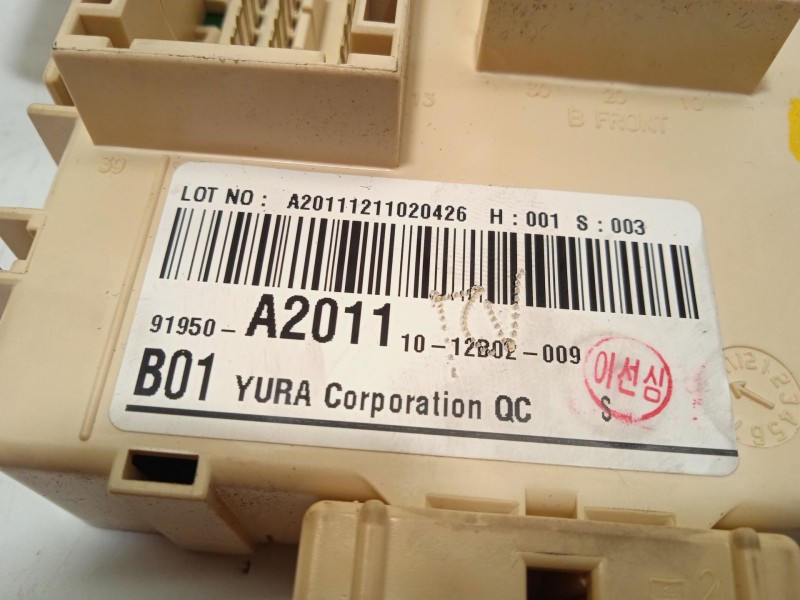 13
30 20 10
B FRONT
39
LOT NO : A20111211020426 H : 001 S : 003
91950- A2011 10-12B02-009
이선심
B01 YURA Corporation QC S